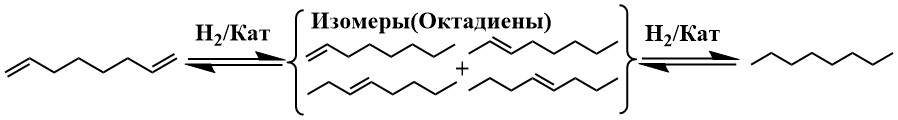 H₂/Кат
Изомеры(Октадиены)
+
H₂/Кат